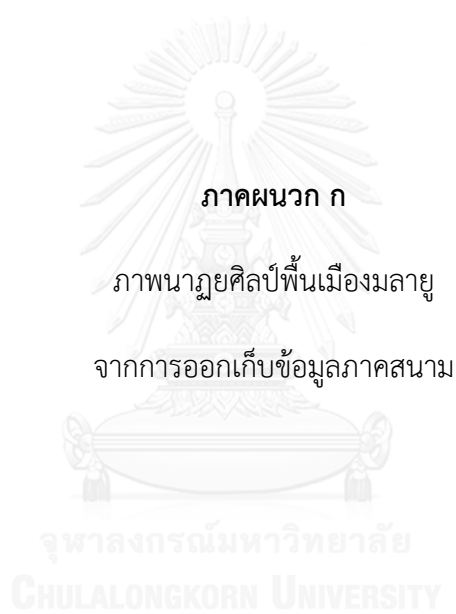 ภาคผนวก ก
ภาพนาฏยศิลป์พื้นเมืองมลายู
จากการออกเก็บข้อมูลภาคสนาม
จุฬาลงกรณ์มหาวิทยาลัย
CHULALONGKORN UNIVERSITY